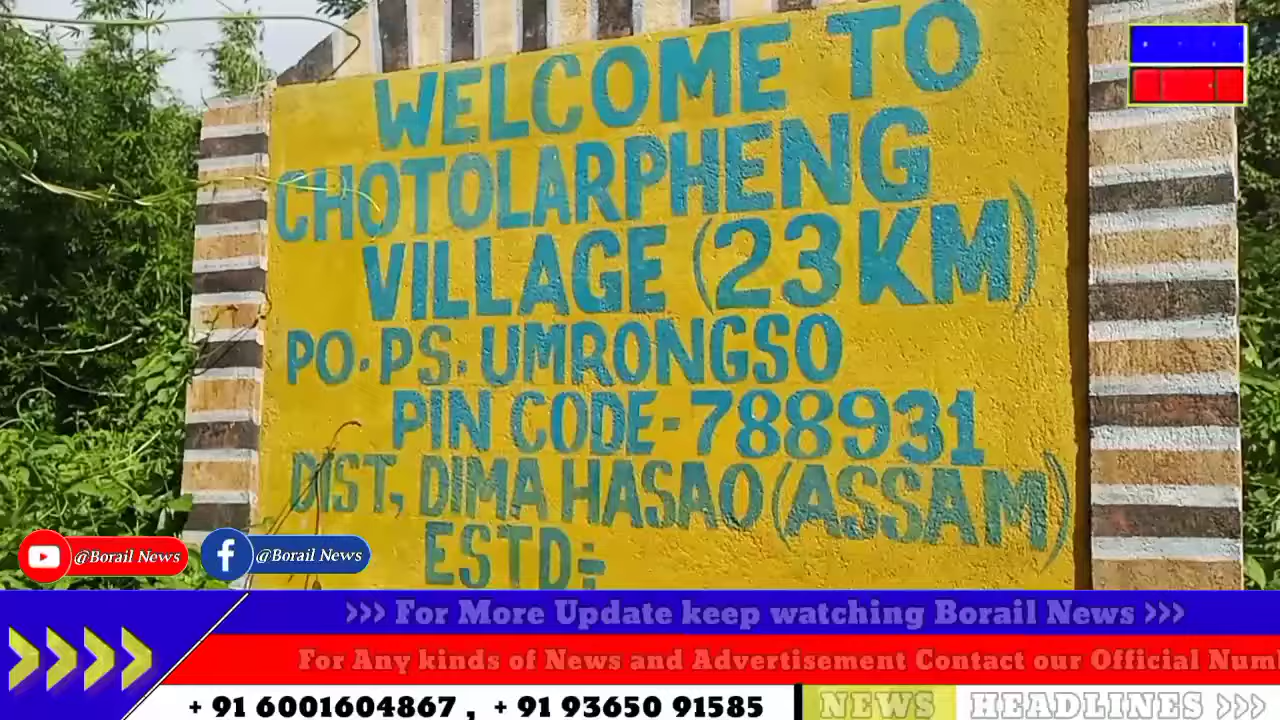 WELCOME TO
CHOTOLARPHENG
VILLAGE (23KM)
PO. PS. UMRONGSO
PIN CODE-788931
DIST, DIMA HASAO (ASSAM)
ESTD:-
@Borail News
@Borail News
>>> For More Update keep watching Borail News >>>
For Any kinds of News and Advertisement Contact our Official Num
+ 91 6001604867 , + 91 93650 91585
NEWS HEADLINES >>>